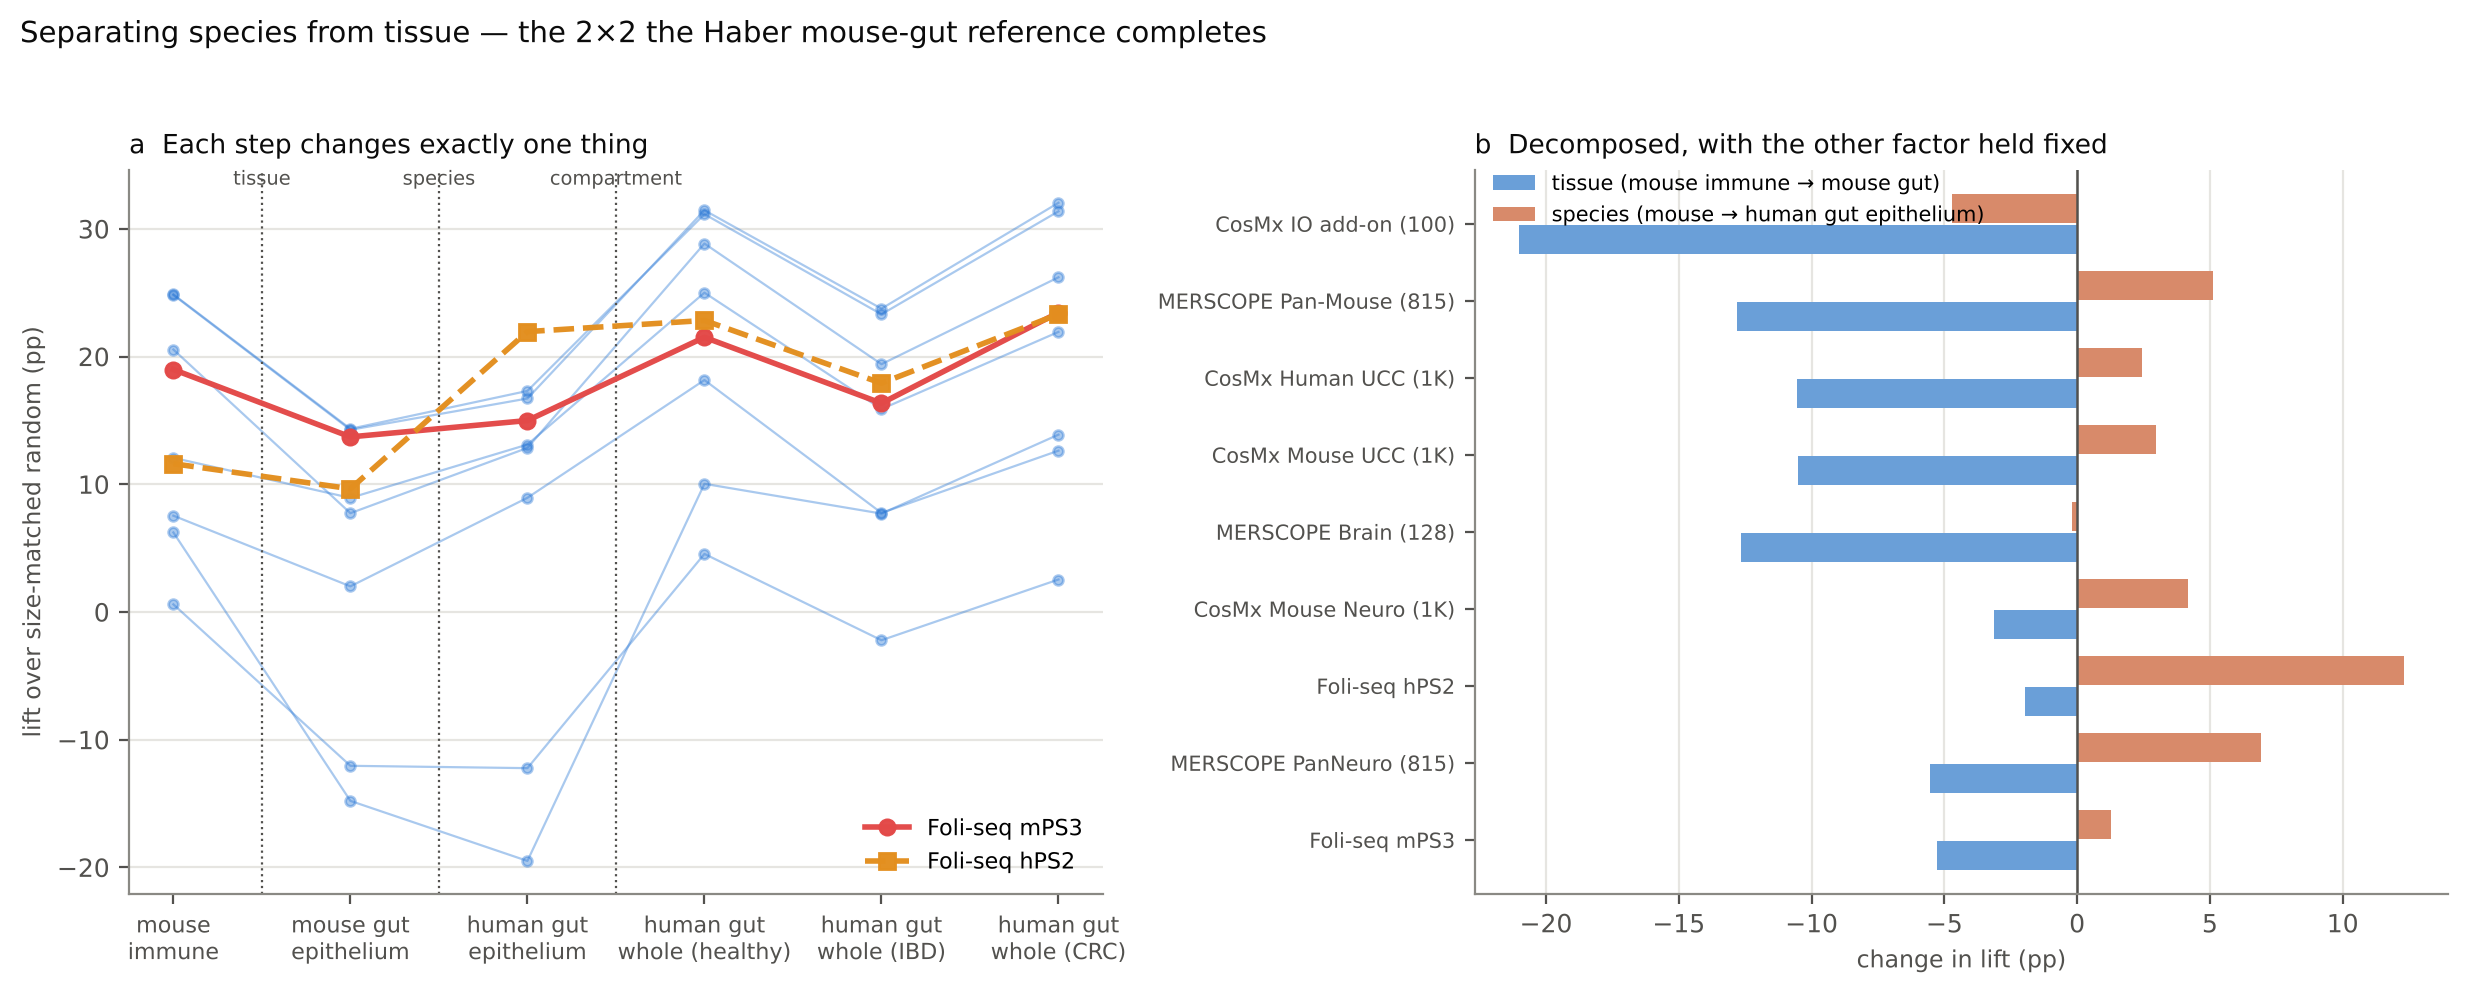 Separating species from tissue — the 2×2 the Haber mouse-gut reference completes
a Each step changes exactly one thing
tissue
species
compartment
lift over size-matched random (pp)
30
20
10
0
−10
−20
mouse
immune
mouse gut
epithelium
human gut
epithelium
human gut
whole (healthy)
human gut
whole (IBD)
human gut
whole (CRC)
Foli-seq mPS3
Foli-seq hPS2
b Decomposed, with the other factor held fixed
tissue (mouse immune → mouse gut)
species (mouse → human gut epithelium)
CosMx IO add-on (100)
MERSCOPE Pan-Mouse (815)
CosMx Human UCC (1K)
CosMx Mouse UCC (1K)
MERSCOPE Brain (128)
CosMx Mouse Neuro (1K)
Foli-seq hPS2
MERSCOPE PanNeuro (815)
Foli-seq mPS3
−20
−15
−10
−5
0
5
10
change in lift (pp)